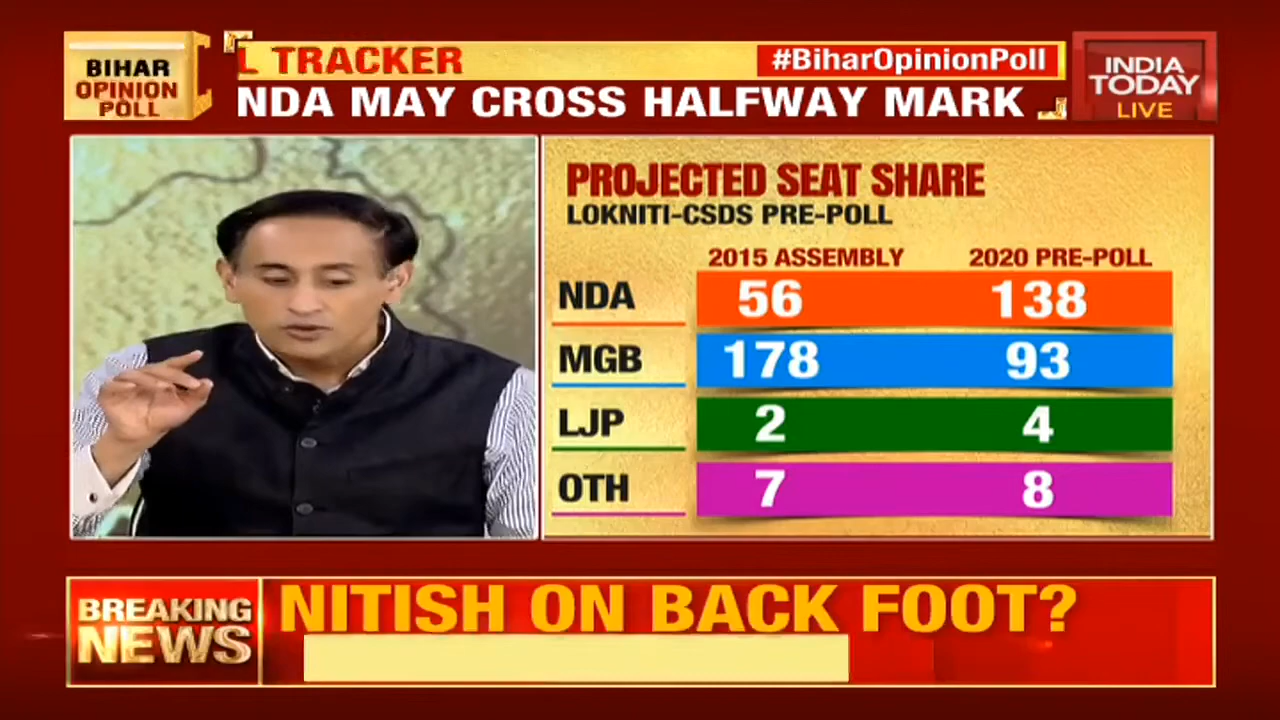 BIHAR
OPINION
POLL
L TRACKER
#BiharOpinionPoll
NDA MAY CROSS HALFWAY MARK
INDIA
TODAY
LIVE
PROJECTED SEAT SHARE
LOKNITI-CSDS PRE-POLL
2015 ASSEMBLY 2020 PRE-POLL
NDA 56 138
MGB 178 93
LJP 2 4
OTH 7 8
BREAKING
NEWS
NITISH ON BACK FOOT?